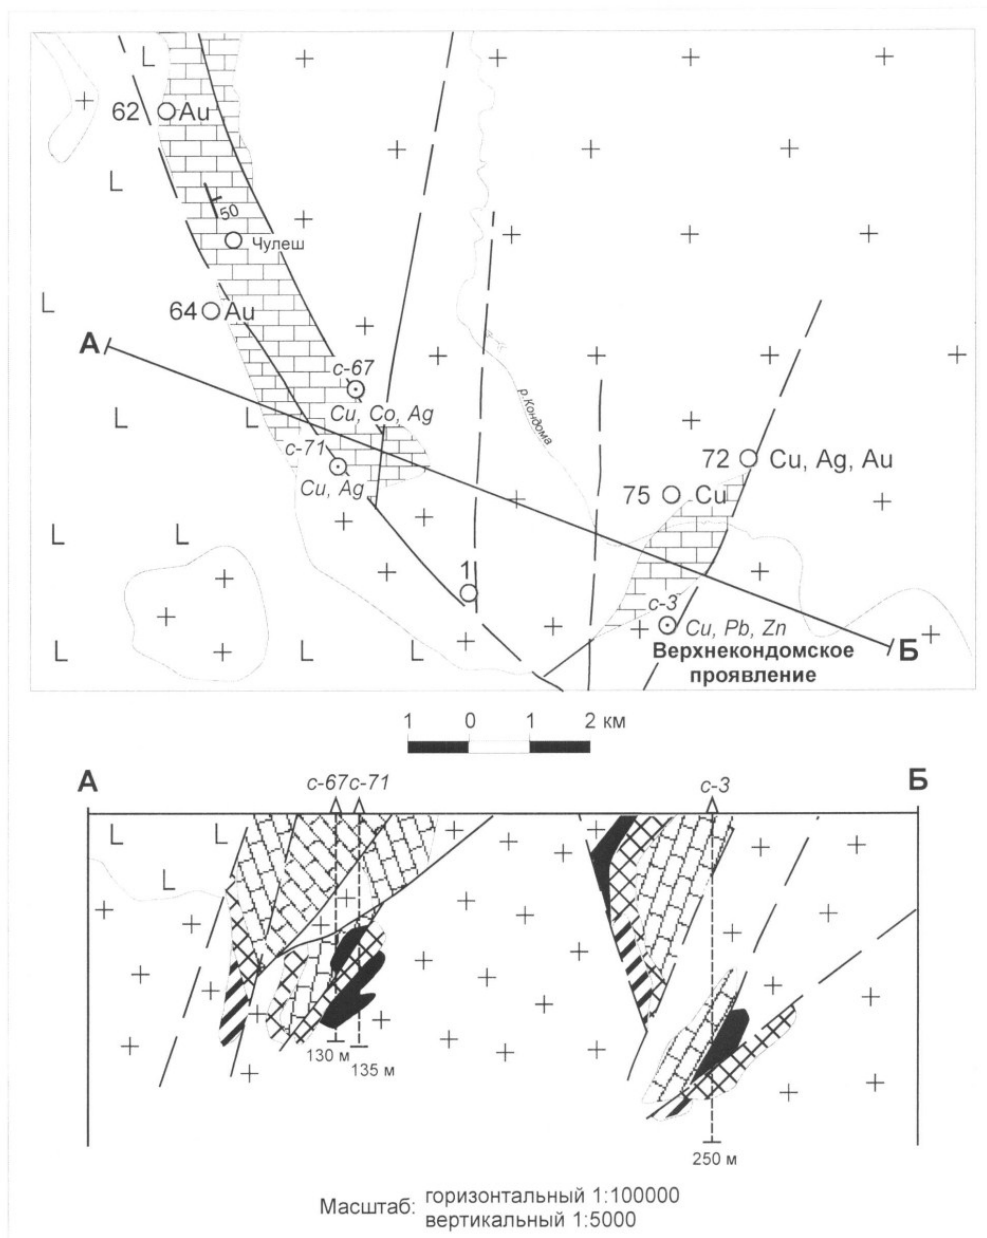 L
62 Au
L
50
Чулеш
L
64 Au
А
с-67
Cu, Co, Ag
р.Кондома
L
L
с-71
Cu, Ag
72 Cu, Ag, Au
75 Cu
L
L
1
с-3
Cu, Pb, Zn
L
L
L
Б
Верхнекондомское
проявление
1 0 1 2 км
А с-67 с-71 с-3 Б
L
L
L
130 м
135 м
250 м
Масштаб: горизонтальный 1:100000
вертикальный 1:5000